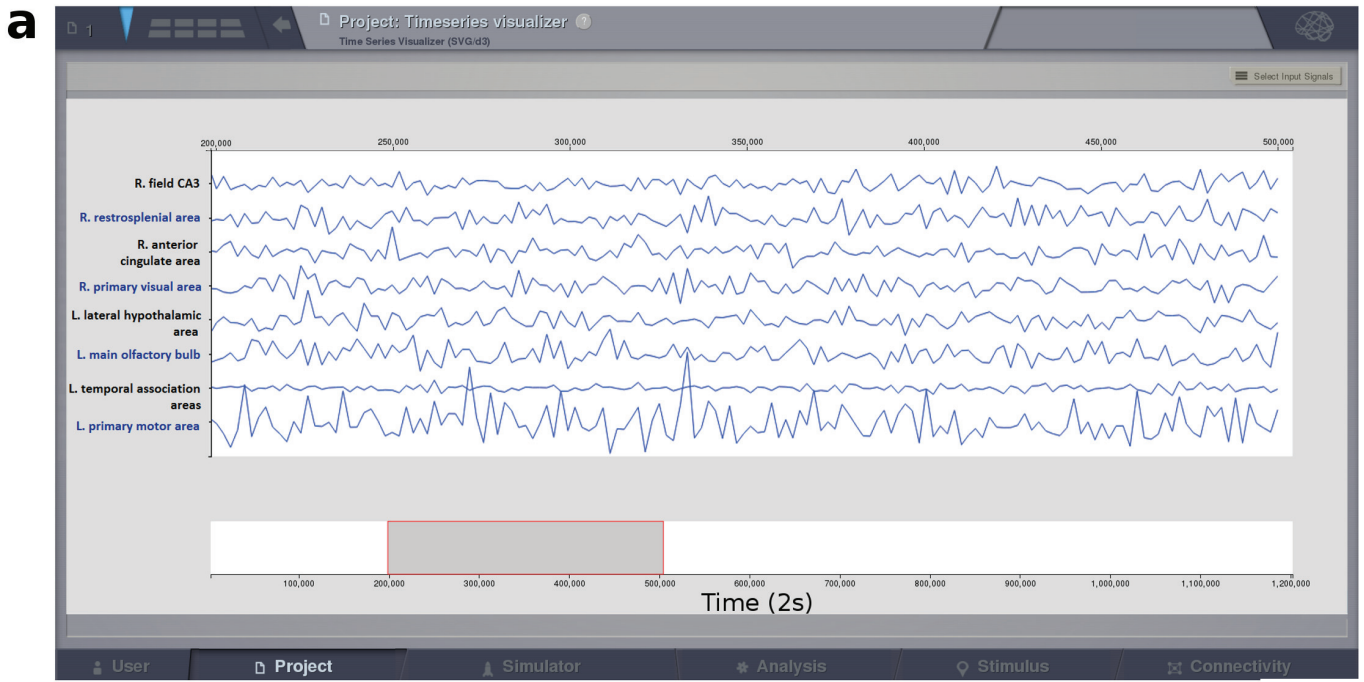 a
1
Project: Timeseries visualizer ?
Time Series Visualizer (SVG/d3)
Select Input Signals
200,000 250,000 300,000 350,000 400,000 450,000 500,000
R. field CA3
R. restrosplenial area
R. anterior
cingulate area
R. primary visual area
L. lateral hypothalamic
area
L. main olfactory bulb
L. temporal association
areas
L. primary motor area
100,000 200,000 300,000 400,000 500,000 600,000 700,000 800,000 900,000 1,000,000 1,100,000 1,200,000
Time (2s)
User Project Simulator Analysis Stimulus Connectivity